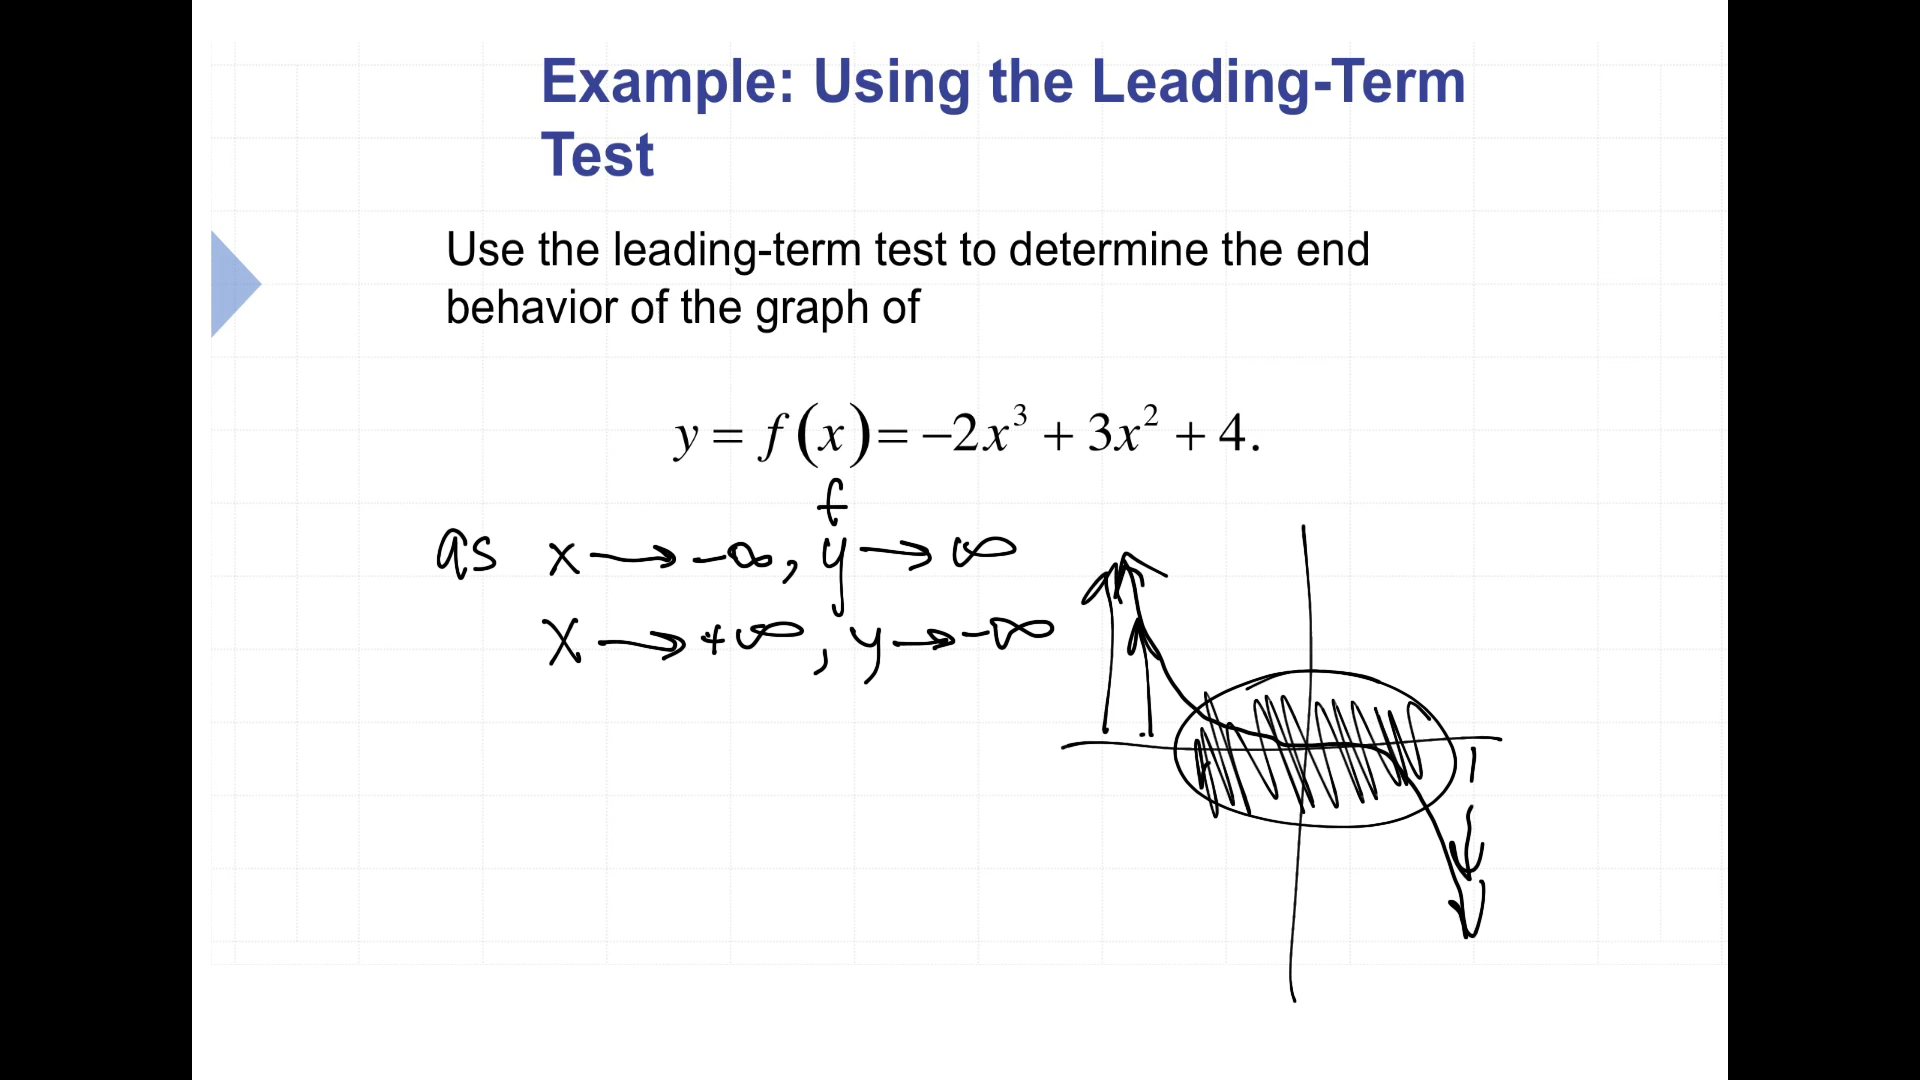 Example: Using the Leading-Term
Test
Use the leading-term test to determine the end
behavior of the graph of
y = f(x) = −2x³ + 3x² + 4.
f
as x → -∞, y → ∞
x → +∞, y → -∞